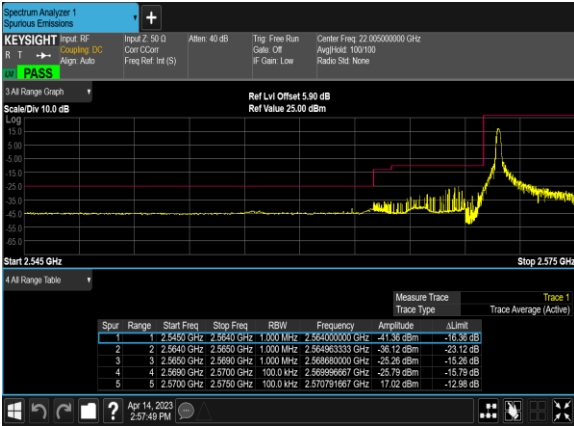 Spectrum Analyzer 1
Spurious Emissions
KEYSIGHT Input: RF Input Z: 50 Ω Atten: 40 dB Trig: Free Run Center Freq: 22.005000000 GHz
R T Coupling: DC Corr CCorr Gate: Off Avg|Hold: 100/100
Align: Auto Freq Ref: Int (S) IF Gain: Low Radio Std: None
LW PASS
3 All Range Graph
Ref Lvl Offset 5.90 dB
Scale/Div 10.0 dB Ref Value 25.00 dBm
Log
15.0
5.00
-5.00
-15.0
-25.0
-35.0
-45.0
-55.0
-65.0
Start 2.545 GHz Stop 2.575 GHz
4 All Range Table
Measure Trace Trace 1
Trace Type Trace Average (Active)
Spur Range Start Freq Stop Freq RBW Frequency Amplitude ΔLimit
1 1 2.5450 GHz 2.5640 GHz 1.000 MHz 2.564000000 GHz -41.36 dBm -16.36 dB
2 2 2.5640 GHz 2.5650 GHz 1.000 MHz 2.564963333 GHz -36.12 dBm -23.12 dB
3 3 2.5650 GHz 2.5690 GHz 1.000 MHz 2.568680000 GHz -25.26 dBm -15.26 dB
4 4 2.5690 GHz 2.5700 GHz 100.0 kHz 2.569996667 GHz -25.79 dBm -15.79 dB
5 5 2.5700 GHz 2.5750 GHz 100.0 kHz 2.570791667 GHz 17.02 dBm -12.98 dB
Apr 14, 2023
2:57:49 PM